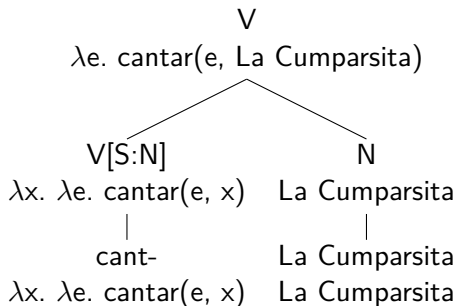 V
λe. cantar(e, La Cumparsita)
V[S:N] N
λx. λe. cantar(e, x) La Cumparsita
cant- La Cumparsita
λx. λe. cantar(e, x) La Cumparsita